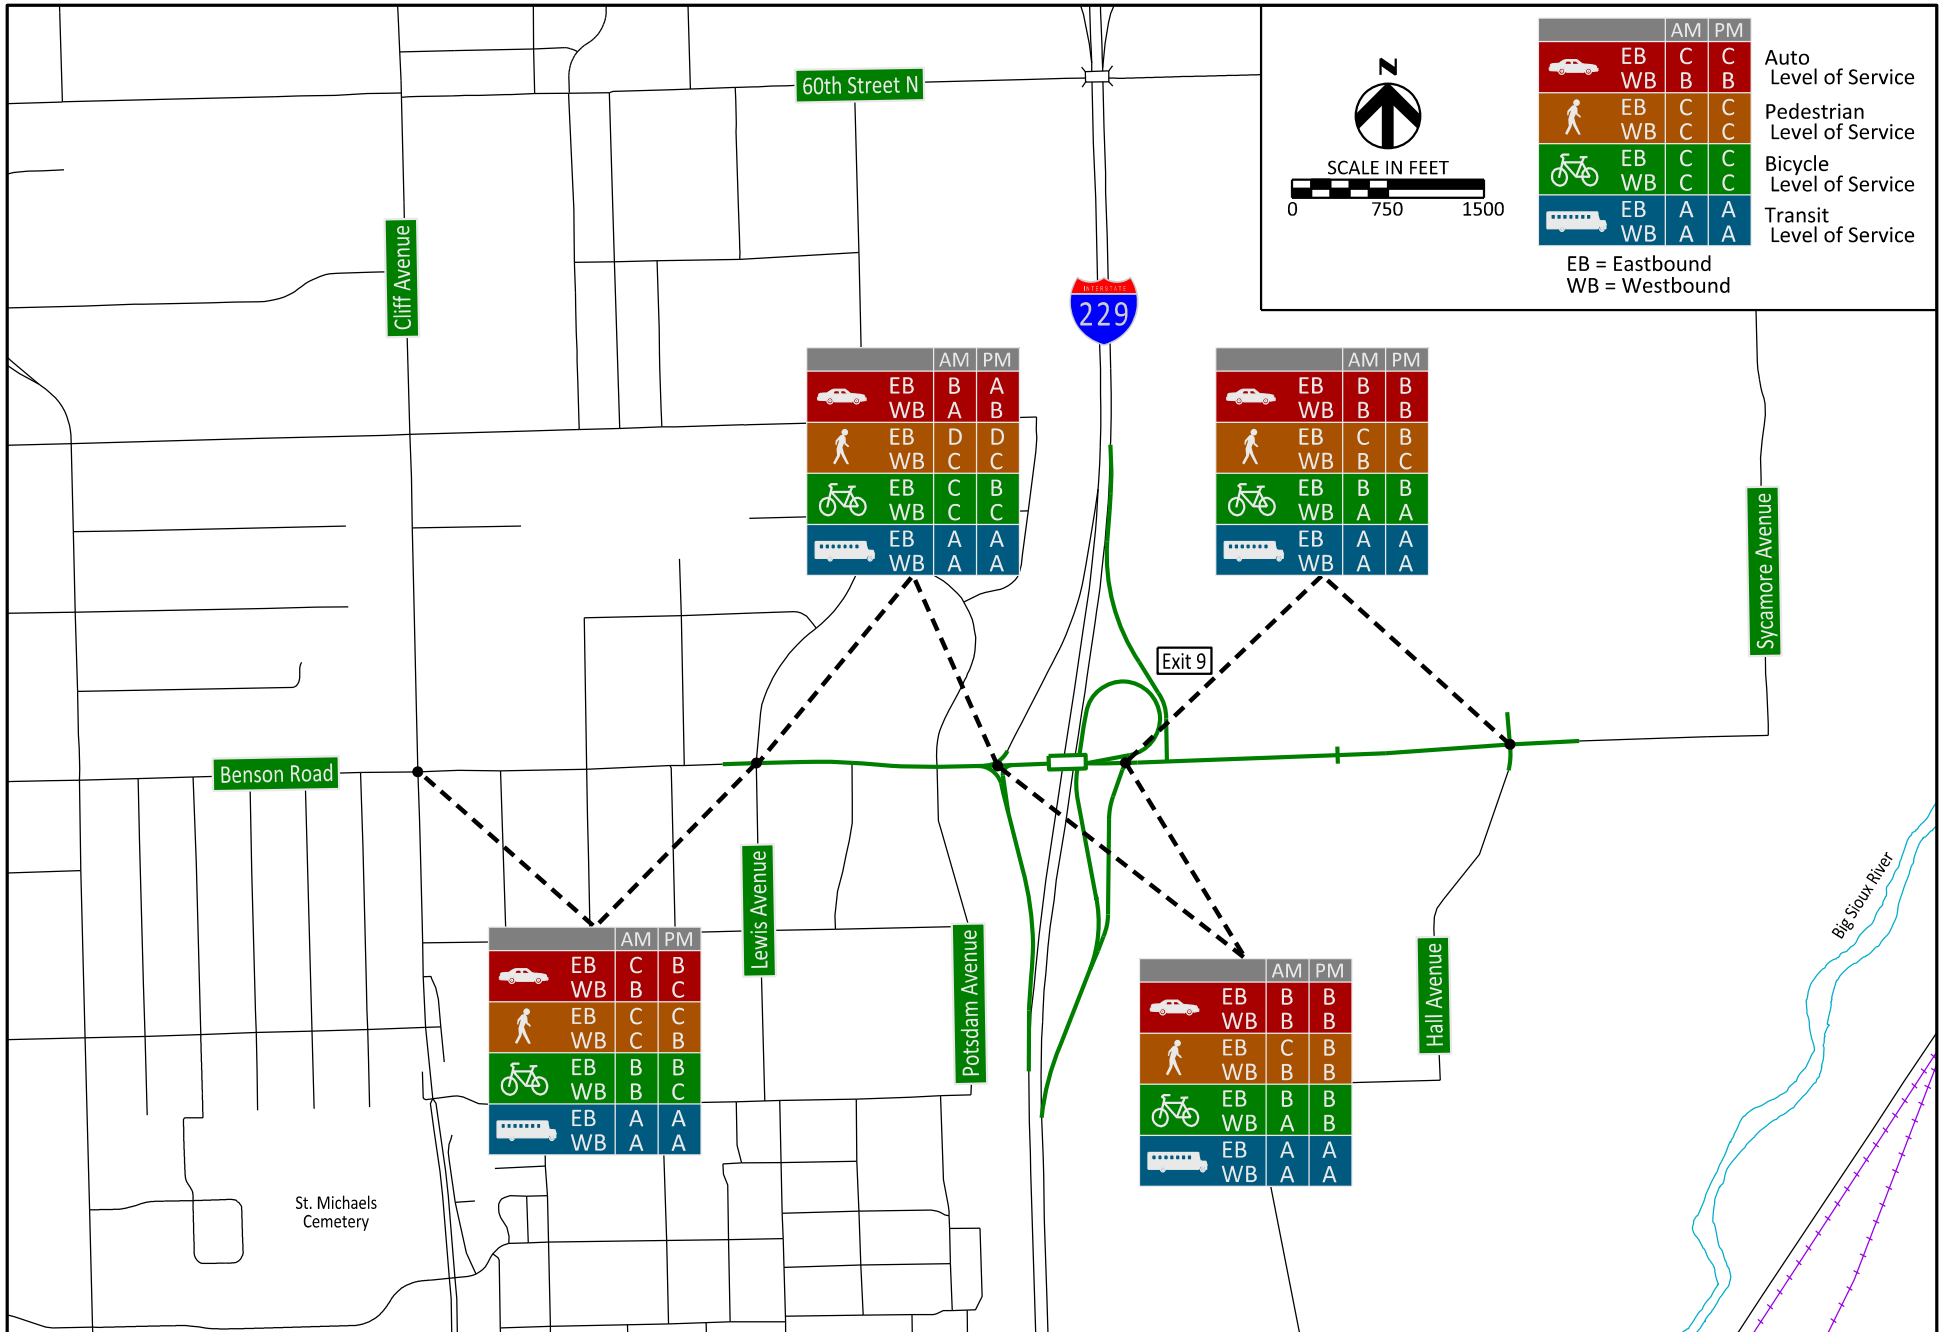 60th Street N
Cliff Avenue
INTERSTATE
229
N
SCALE IN FEET
0 750 1500
AM PM
EB C C
WB B B
Auto
Level of Service
EB C C
WB C C
Pedestrian
Level of Service
EB C C
WB C C
Bicycle
Level of Service
EB A A
WB A A
Transit
Level of Service
EB = Eastbound
WB = Westbound
AM PM
EB B A
WB A B
EB D D
WB C C
EB C B
WB C C
EB A A
WB A A
AM PM
EB B B
WB B B
EB C B
WB B C
EB B B
WB A A
EB A A
WB A A
Sycamore Avenue
Exit 9
Benson Road
Lewis Avenue
Potsdam Avenue
Hall Avenue
Big Sioux River
AM PM
EB C B
WB B C
EB C C
WB C B
EB B B
WB B C
EB A A
WB A A
AM PM
EB B B
WB B B
EB C B
WB B B
EB B B
WB A B
EB A A
WB A A
St. Michaels
Cemetery